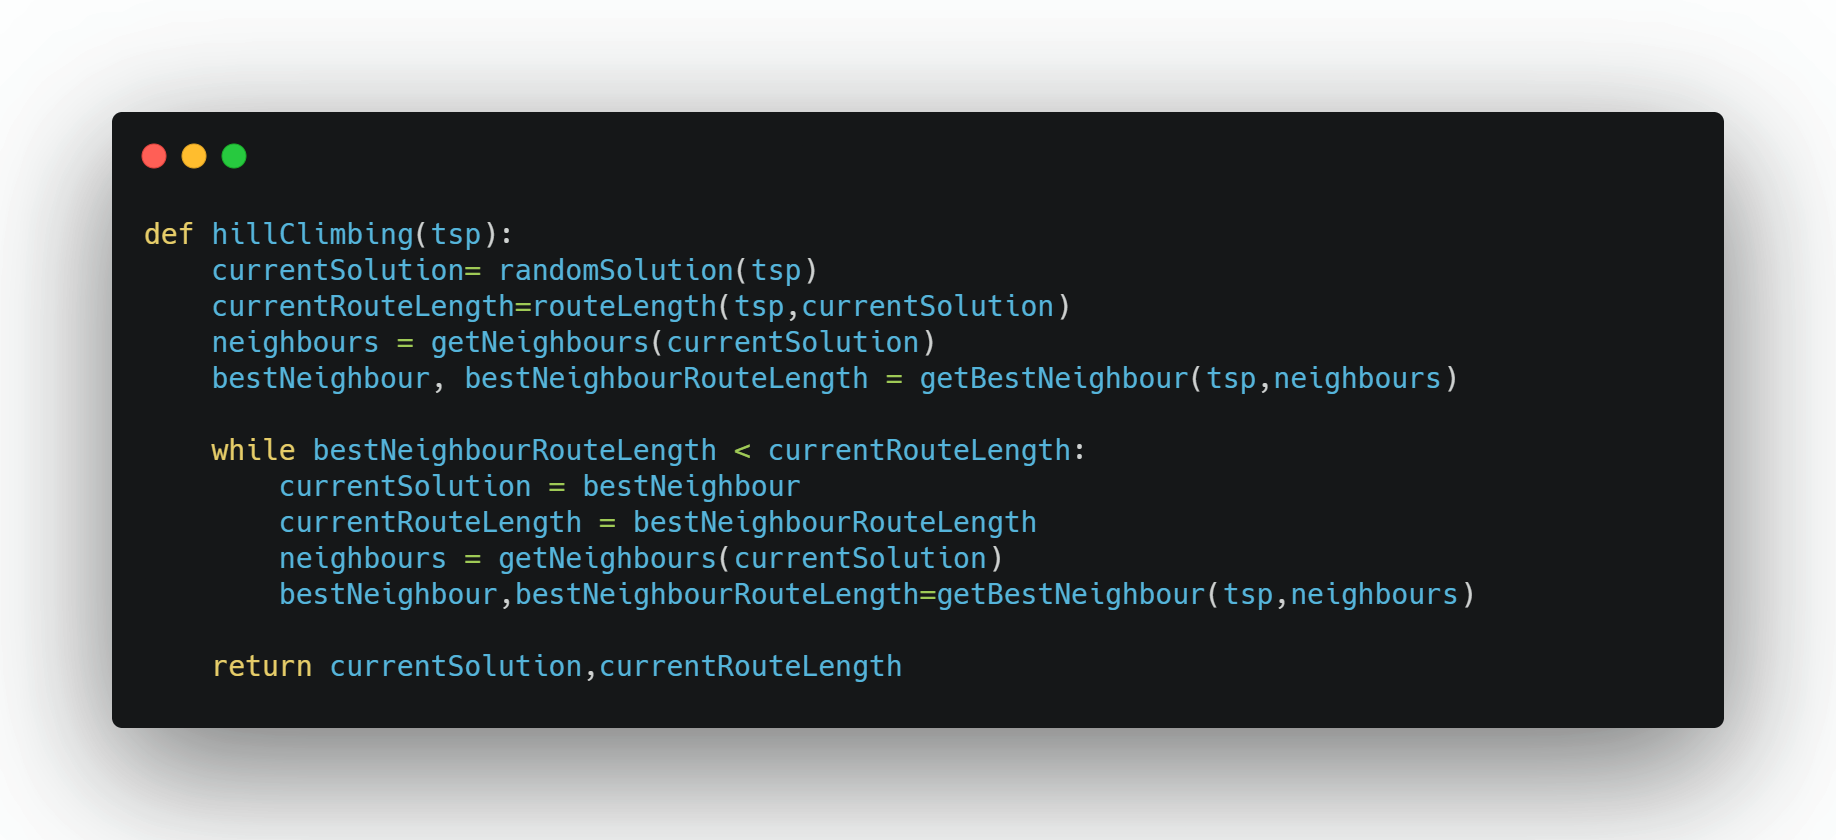 def hillClimbing(tsp):
    currentSolution= randomSolution(tsp)
    currentRouteLength=routeLength(tsp,currentSolution)
    neighbours = getNeighbours(currentSolution)
    bestNeighbour, bestNeighbourRouteLength = getBestNeighbour(tsp,neighbours)

    while bestNeighbourRouteLength < currentRouteLength:
        currentSolution = bestNeighbour
        currentRouteLength = bestNeighbourRouteLength
        neighbours = getNeighbours(currentSolution)
        bestNeighbour,bestNeighbourRouteLength=getBestNeighbour(tsp,neighbours)

    return currentSolution,currentRouteLength